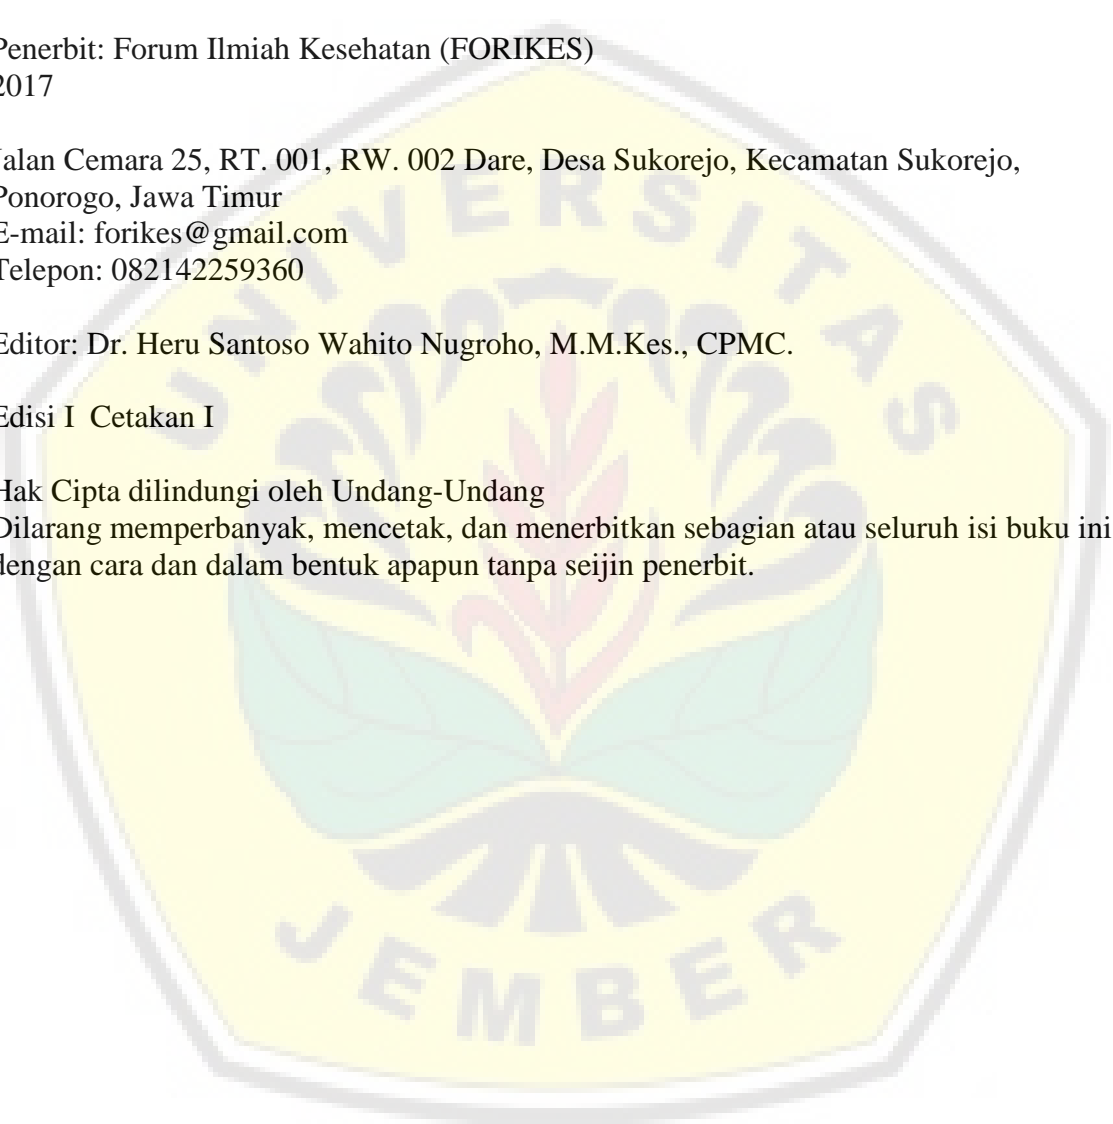 Penerbit: Forum Ilmiah Kesehatan (FORIKES)
2017
Jalan Cemara 25, RT. 001, RW. 002 Dare, Desa Sukorejo, Kecamatan Sukorejo,
Ponorogo, Jawa Timur
E-mail: forikes@gmail.com
Telepon: 082142259360
Editor: Dr. Heru Santoso Wahito Nugroho, M.M.Kes., CPMC.
Edisi I Cetakan I
Hak Cipta dilindungi oleh Undang-Undang
Dilarang memperbanyak, mencetak, dan menerbitkan sebagian atau seluruh isi buku ini
dengan cara dan dalam bentuk apapun tanpa seijin penerbit.
UNIVERSITAS
JEMBER